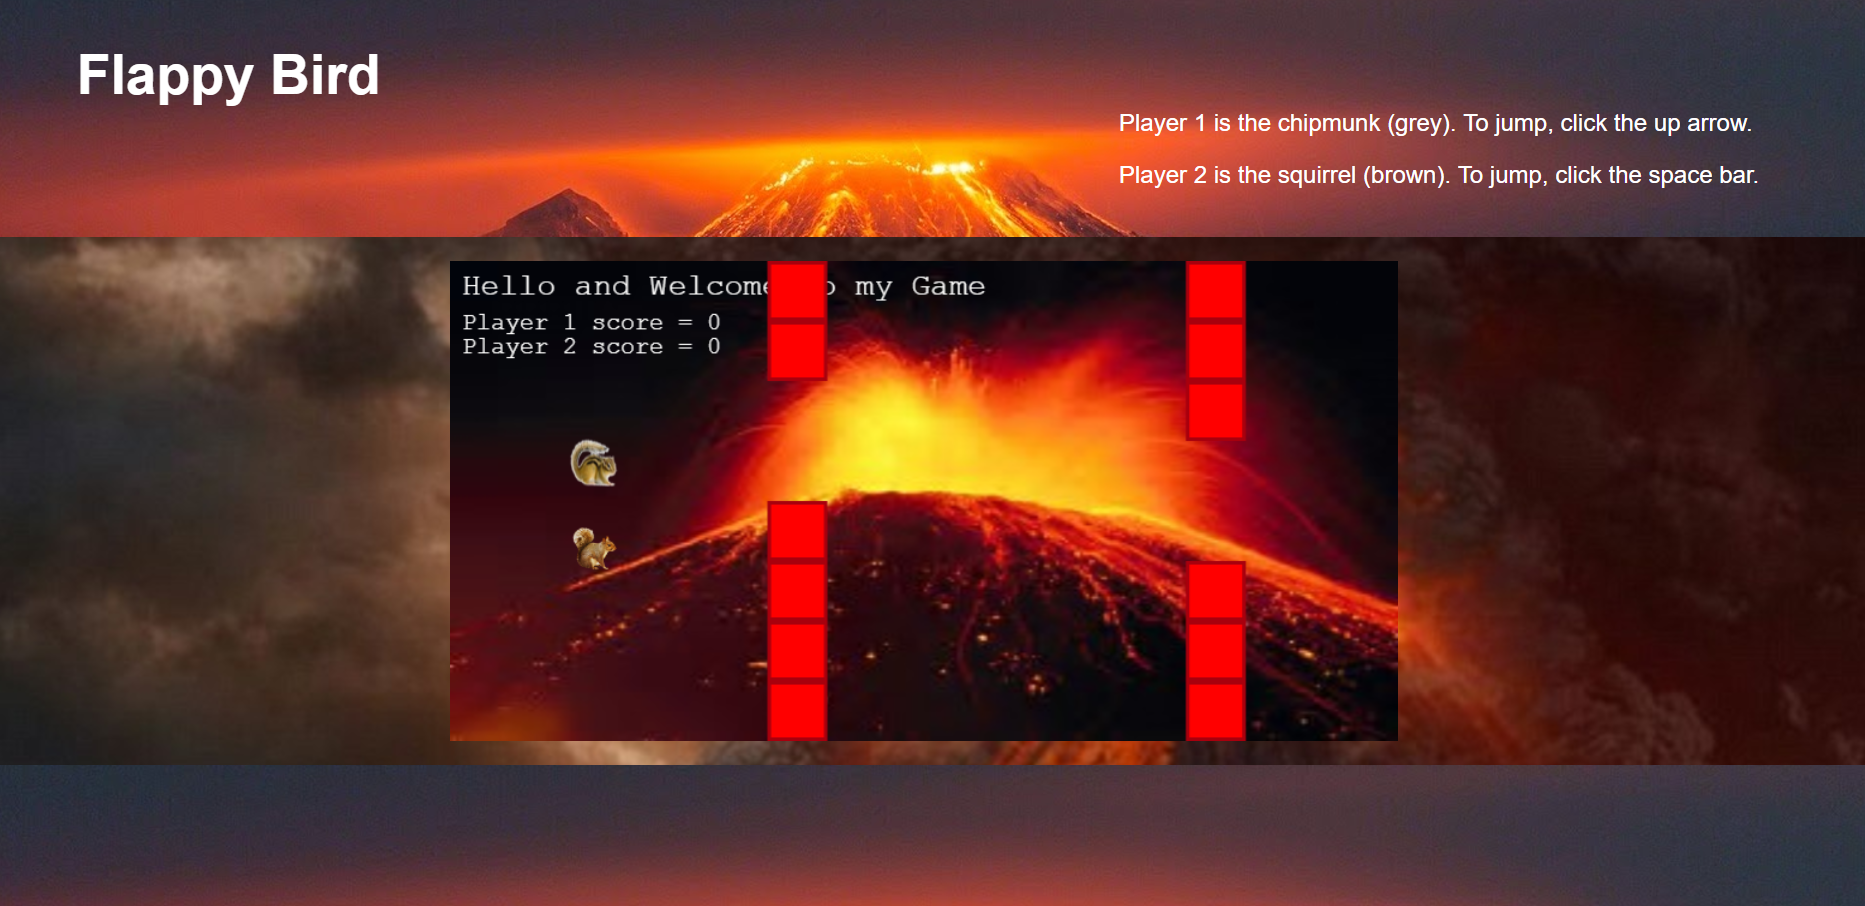 Flappy Bird
Player 1 is the chipmunk (grey). To jump, click the up arrow.
Player 2 is the squirrel (brown). To jump, click the space bar.
Hello and Welcome o my Game
Player 1 score = 0
Player 2 score = 0